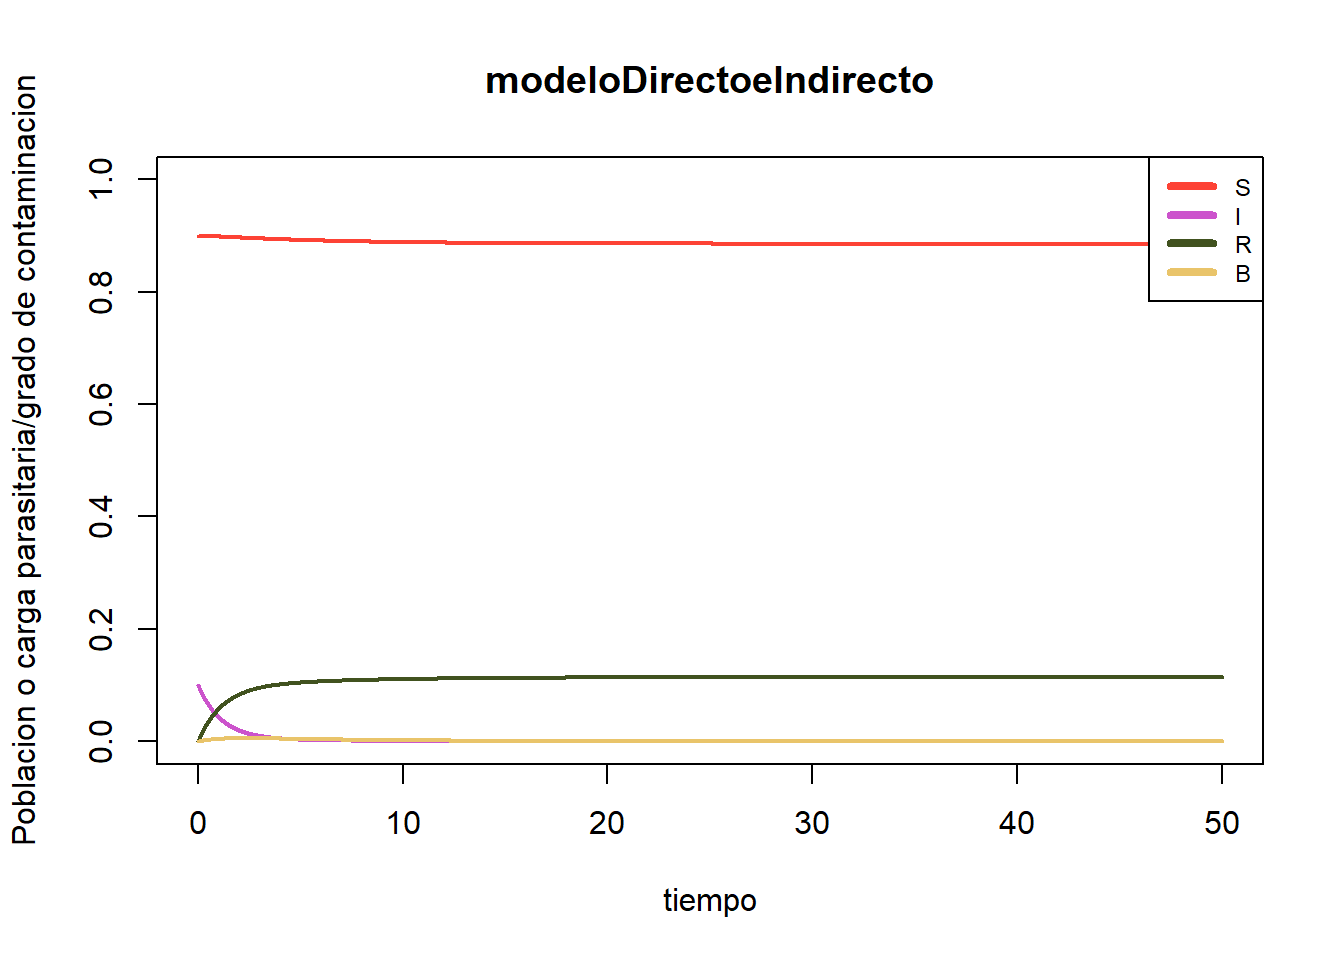 modeloDirectoeIndirecto
Poblacion o carga parasitaria/grado de contaminacion
1.0
0.8
0.6
0.4
0.2
0.0
S
I
R
B
0 10 20 30 40 50
tiempo